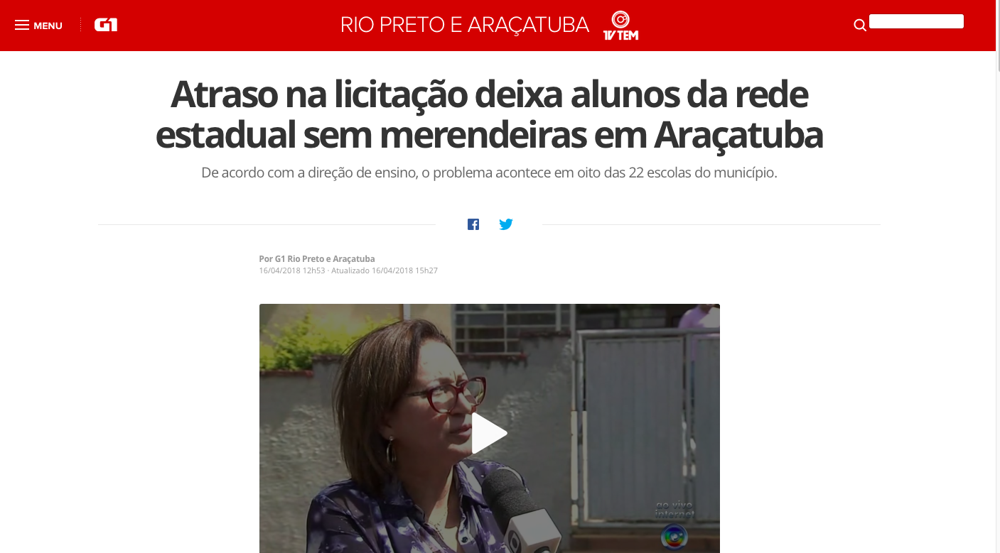 MENU
G1
RIO PRETO E ARAÇATUBA
TV TEM
Atraso na licitação deixa alunos da rede
estadual sem merendeiras em Araçatuba
De acordo com a direção de ensino, o problema acontece em oito das 22 escolas do município.
Por G1 Rio Preto e Araçatuba
16/04/2018 12h53 · Atualizado 16/04/2018 15h27
ao vivo
internet